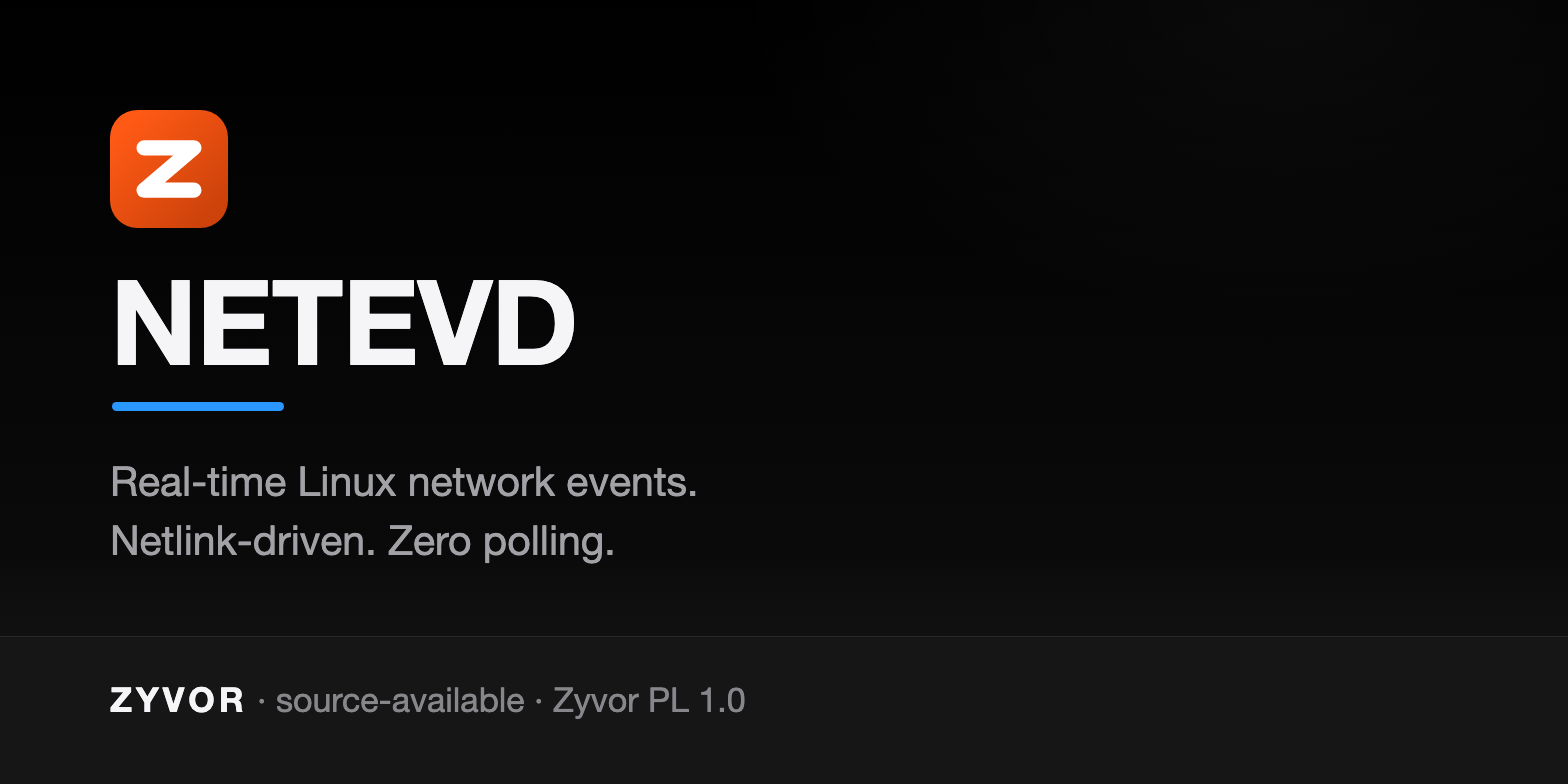 Z
NETEVD
Real-time Linux network events.
Netlink-driven. Zero polling.
ZYVOR · source-available · Zyvor PL 1.0